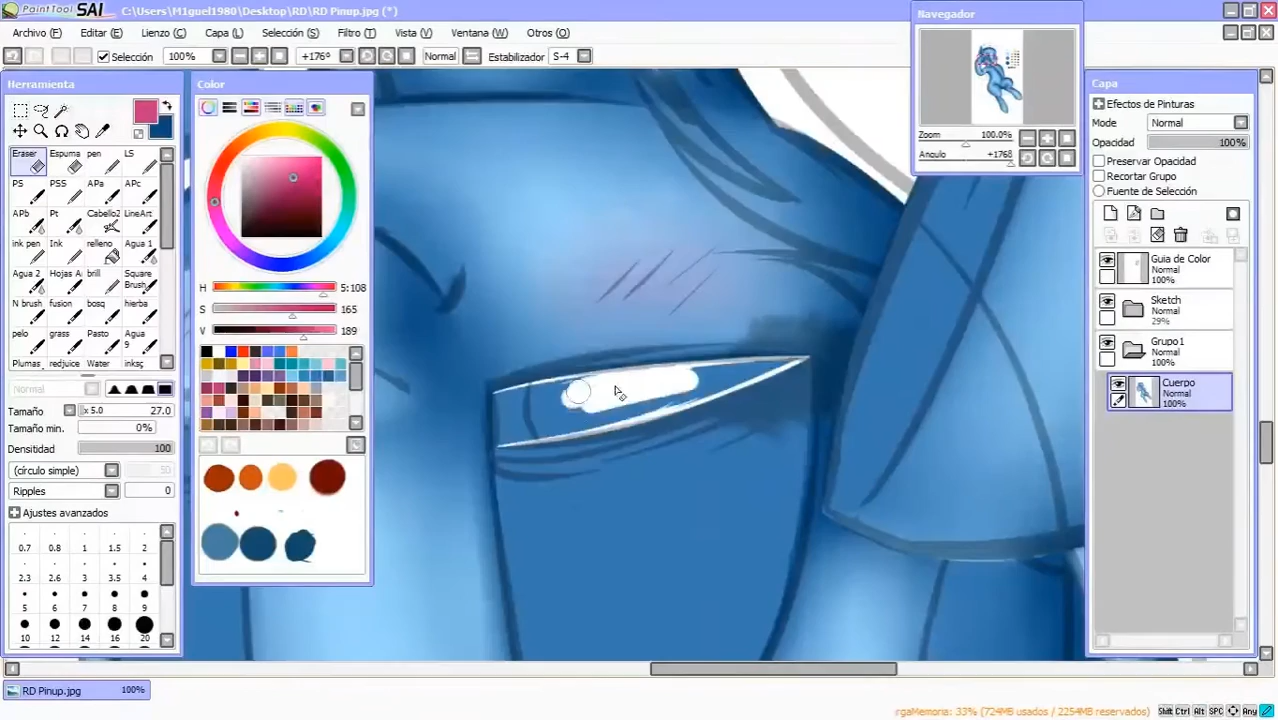 PaintTool SAI C:\Users\M1guel1980\Desktop\RD\RD Pinup.jpg (*)
Archivo (F) Editar (E) Lienzo (C) Capa (L) Selección (S) Filtro (T) Vista (V) Ventana (W) Otros (O)
Selección 100% +176° Normal Estabilizador S-4
Navegador
Zoom 100.0%
Angulo +1768
Herramienta
Eraser Espuma pen LS
PS PSS APa APc
APb Pt Cabello2 LineArt
ink pen Ink relleno Agua 1
Agua 2 Hojas Ar brill Square Brush
N brush fusion bosq hierba
pelo grass Pasto Agua 9
Plumas redjuice Water
Normal
Tamaño x 5.0 27.0
Tamaño min. 0%
Densitidad 100
(círculo simple) 50
Ripples 0
Ajustes avanzados
0.7 0.8 1 1.5 2
2.3 2.6 3 3.5 4
5 6 7 8 9
10 12 14 16 20
Color
H 5:108
S 165
V 189
Capa
Efectos de Pinturas
Mode Normal
Opacidad 100%
Preservar Opacidad
Recortar Grupo
Fuente de Selección
Guia de Color
Normal
100%
Sketch
Normal
29%
Grupo1
Normal
100%
Cuerpo
Normal
100%
RD Pinup.jpg 100%
rgaMemoria: 33% (724MB usados / 2254MB reservados) Shift Ctrl Alt SPC Any